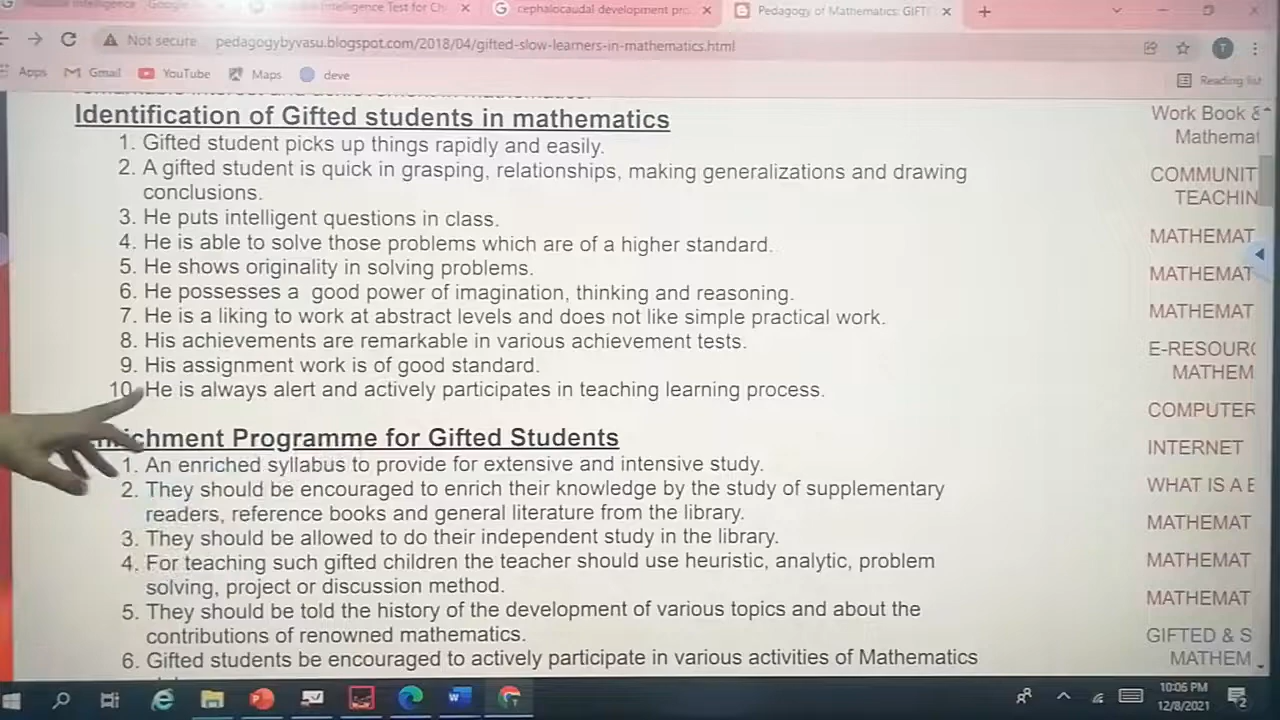 Intelligence Test for Ch
cephalocaudal development pro
Pedagogy of Mathematics: GIFT
Not secure pedagogybyvasu.blogspot.com/2018/04/gifted-slow-learners-in-mathematics.html
Apps Gmail YouTube Maps deve
Reading list
Identification of Gifted students in mathematics
1. Gifted student picks up things rapidly and easily.
2. A gifted student is quick in grasping, relationships, making generalizations and drawing
conclusions.
3. He puts intelligent questions in class.
4. He is able to solve those problems which are of a higher standard.
5. He shows originality in solving problems.
6. He possesses a good power of imagination, thinking and reasoning.
7. He is a liking to work at abstract levels and does not like simple practical work.
8. His achievements are remarkable in various achievement tests.
9. His assignment work is of good standard.
10. He is always alert and actively participates in teaching learning process.
Enrichment Programme for Gifted Students
1. An enriched syllabus to provide for extensive and intensive study.
2. They should be encouraged to enrich their knowledge by the study of supplementary
readers, reference books and general literature from the library.
3. They should be allowed to do their independent study in the library.
4. For teaching such gifted children the teacher should use heuristic, analytic, problem
solving, project or discussion method.
5. They should be told the history of the development of various topics and about the
contributions of renowned mathematics.
6. Gifted students be encouraged to actively participate in various activities of Mathematics
Work Book &
Mathemat
COMMUNIT
TEACHIN
MATHEMAT
MATHEMAT
MATHEMAT
E-RESOURC
MATHEM
COMPUTER
INTERNET
WHAT IS A E
MATHEMAT
MATHEMAT
MATHEMAT
GIFTED & S
MATHEM
10:06 PM
12/8/2021